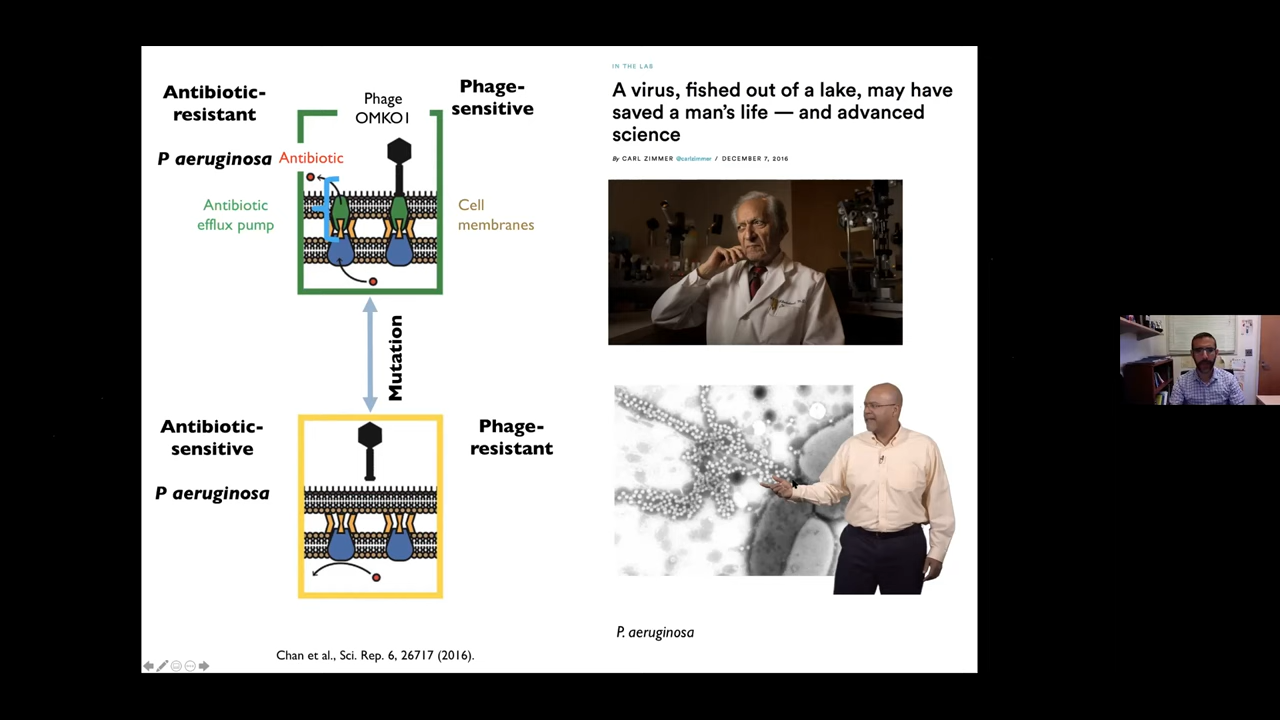 Antibiotic-
resistant
P aeruginosa
Phage
OMKO1
Phage-
sensitive
Antibiotic
Antibiotic
efflux pump
Cell
membranes
Mutation
Antibiotic-
sensitive
P aeruginosa
Phage-
resistant
Chan et al., Sci. Rep. 6, 26717 (2016).
IN THE LAB
A virus, fished out of a lake, may have
saved a man's life — and advanced
science
By CARL ZIMMER @carlzimmer / DECEMBER 7, 2016
P. aeruginosa